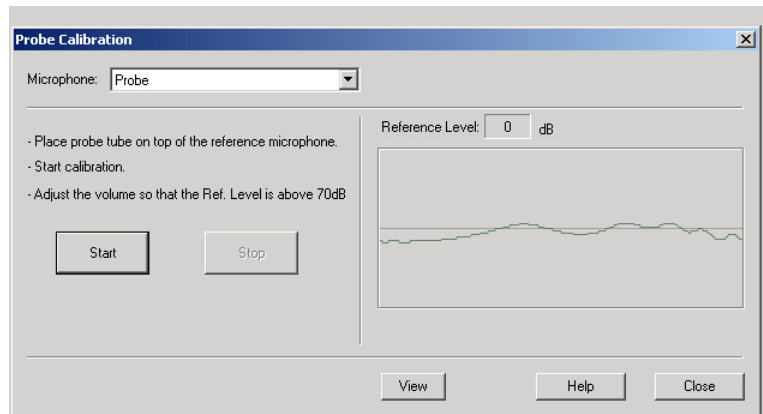 Probe Calibration
Microphone: Probe
- Place probe tube on top of the reference microphone.
- Start calibration.
- Adjust the volume so that the Ref. Level is above 70dB
Start
Stop
Reference Level: 0 dB
View
Help
Close